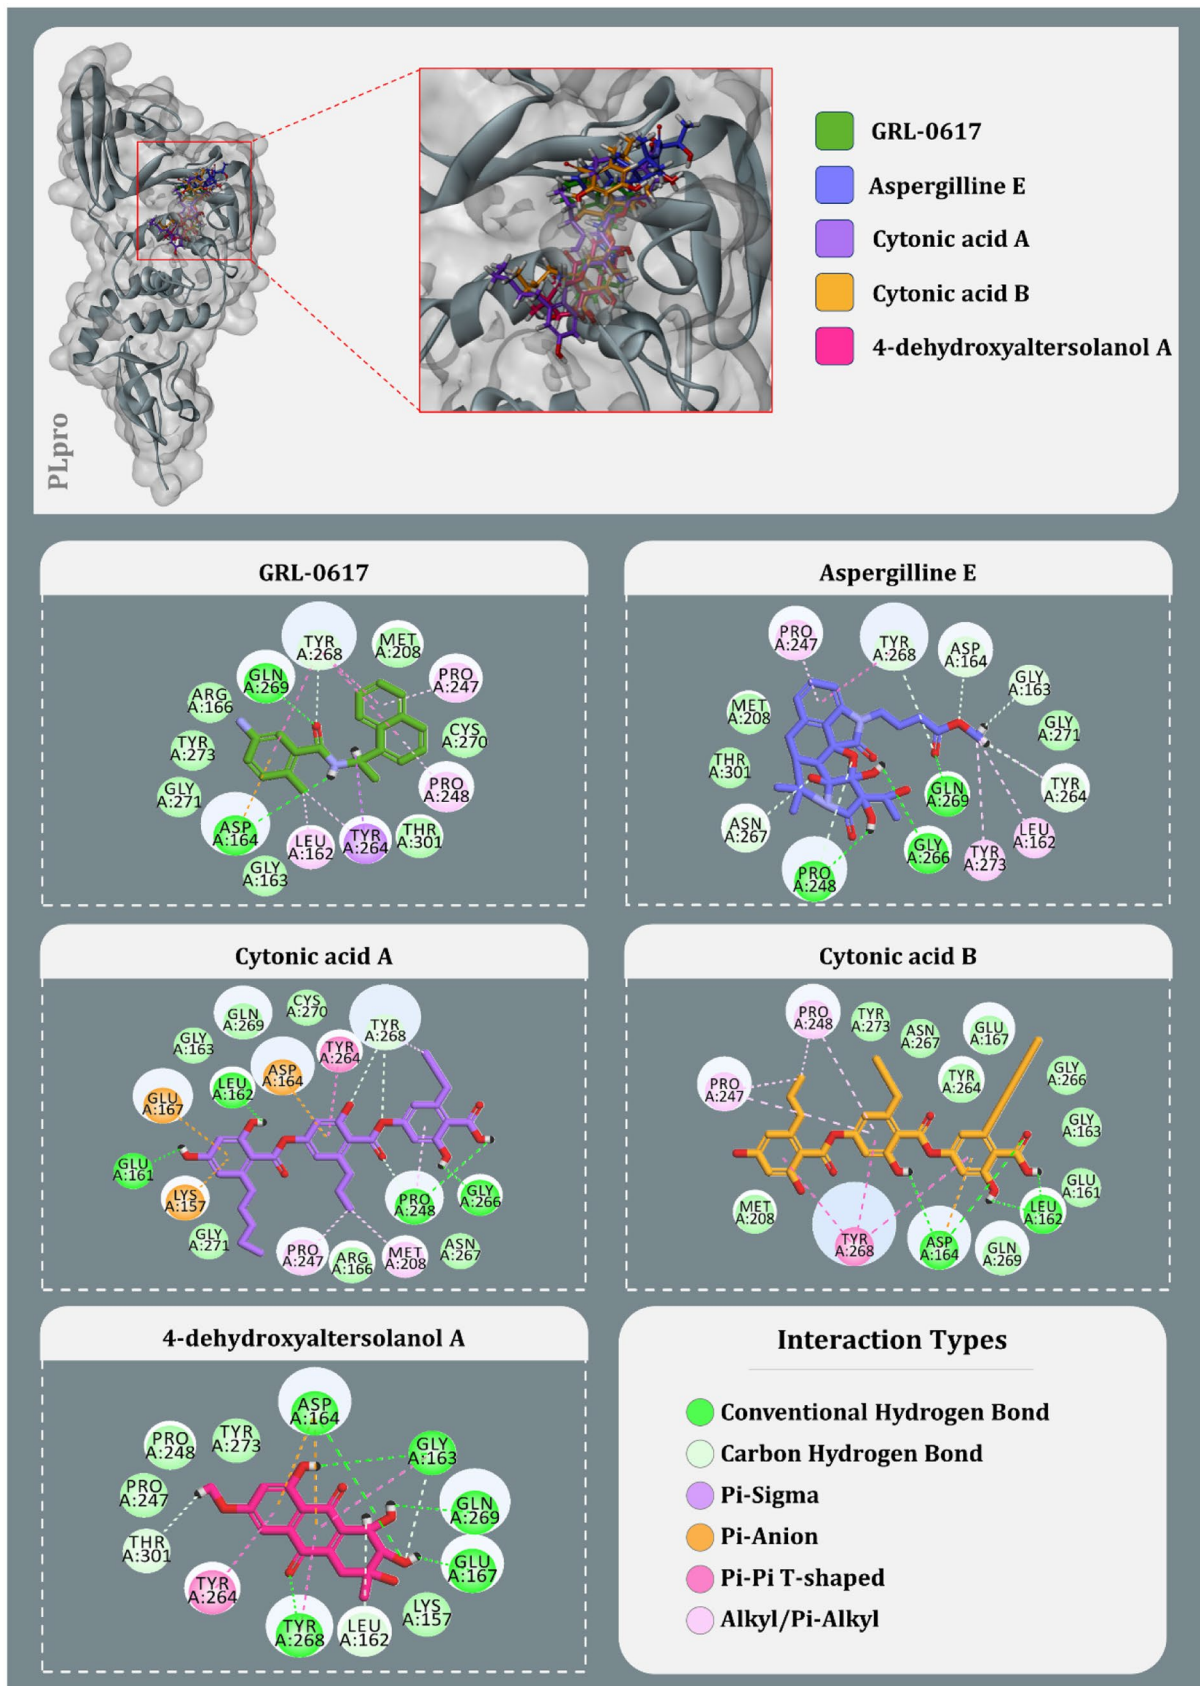 GRL-0617
Aspergilline E
Cytonic acid A
Cytonic acid B
4-dehydroxyaltersolanol A
PLpro
GRL-0617
TYR
A:268
MET
A:208
GLN
A:269
PRO
A:247
ARG
A:166
CYS
A:270
TYR
A:273
GLY
A:271
PRO
A:248
ASP
A:164
LEU
A:162
TYR
A:264
THR
A:301
GLY
A:163
Aspergilline E
PRO
A:247
TYR
A:268
ASP
A:164
GLY
A:163
MET
A:208
GLY
A:271
THR
A:301
TYR
A:264
GLN
A:269
ASN
A:267
LEU
A:162
GLY
A:266
TYR
A:273
PRO
A:248
Cytonic acid A
CYS
A:270
GLN
A:269
TYR
A:268
GLY
A:163
TYR
A:264
ASP
A:164
LEU
A:162
GLU
A:167
GLU
A:161
LYS
A:157
PRO
A:248
GLY
A:266
GLY
A:271
PRO
A:247
ARG
A:166
MET
A:208
ASN
A:267
Cytonic acid B
PRO
A:248
TYR
A:273
ASN
A:267
GLU
A:167
PRO
A:247
TYR
A:264
GLY
A:266
GLY
A:163
GLU
A:161
MET
A:208
LEU
A:162
TYR
A:268
ASP
A:164
GLN
A:269
4-dehydroxyaltersolanol A
ASP
A:164
PRO
A:248
TYR
A:273
GLY
A:163
PRO
A:247
GLN
A:269
THR
A:301
GLU
A:167
TYR
A:264
LYS
A:157
TYR
A:268
LEU
A:162
Interaction Types
Conventional Hydrogen Bond
Carbon Hydrogen Bond
Pi-Sigma
Pi-Anion
Pi-Pi T-shaped
Alkyl/Pi-Alkyl